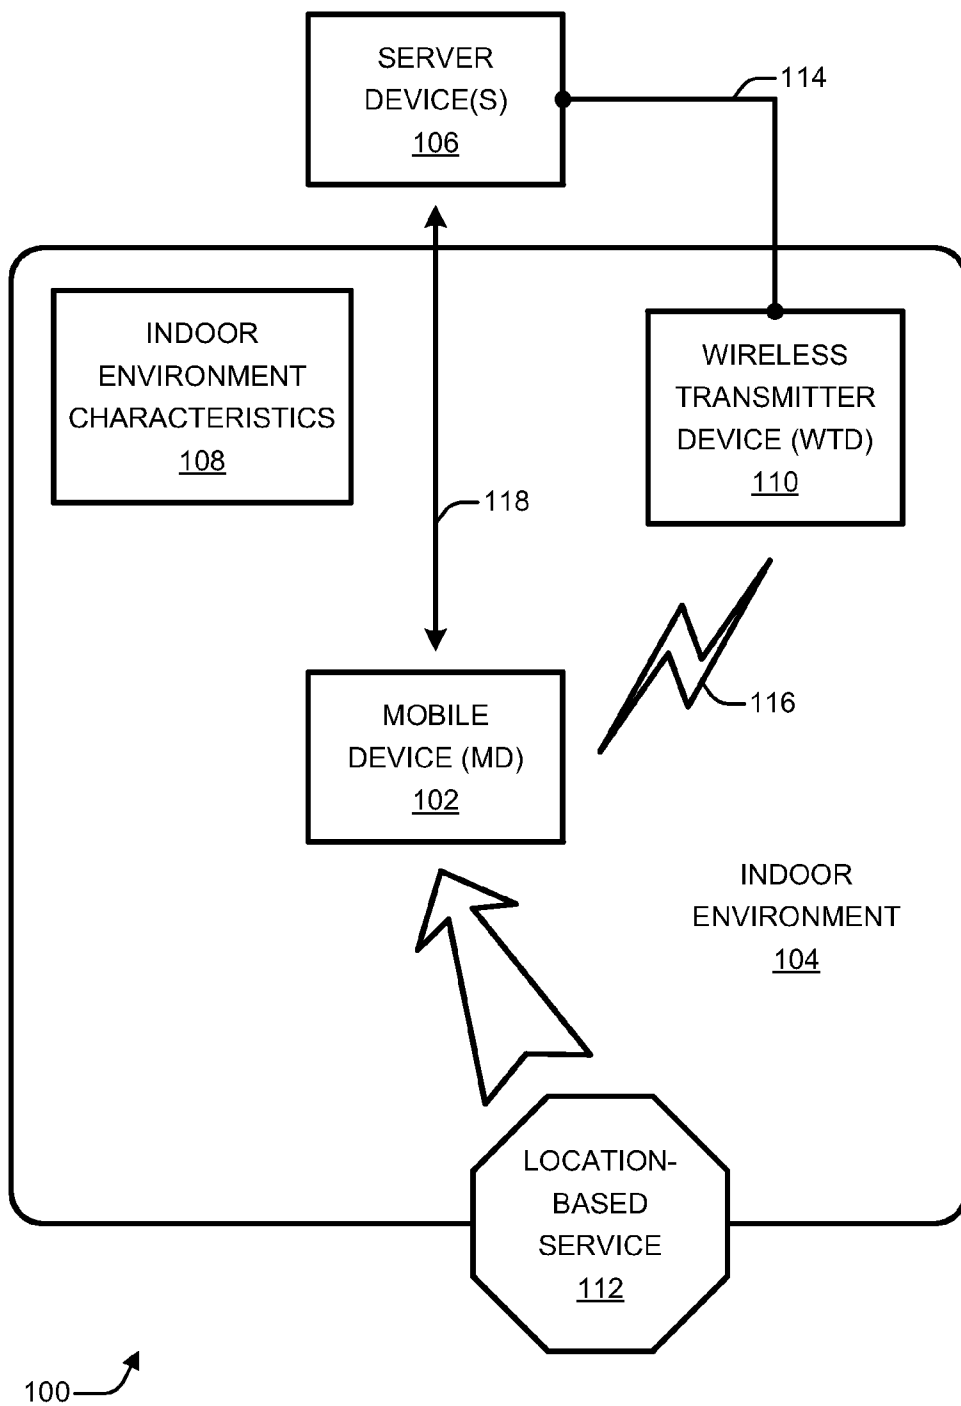 SERVER
DEVICE(S)
106
114
INDOOR
ENVIRONMENT
CHARACTERISTICS
108
WIRELESS
TRANSMITTER
DEVICE (WTD)
110
118
116
MOBILE
DEVICE (MD)
102
INDOOR
ENVIRONMENT
104
LOCATION-
BASED
SERVICE
112
100